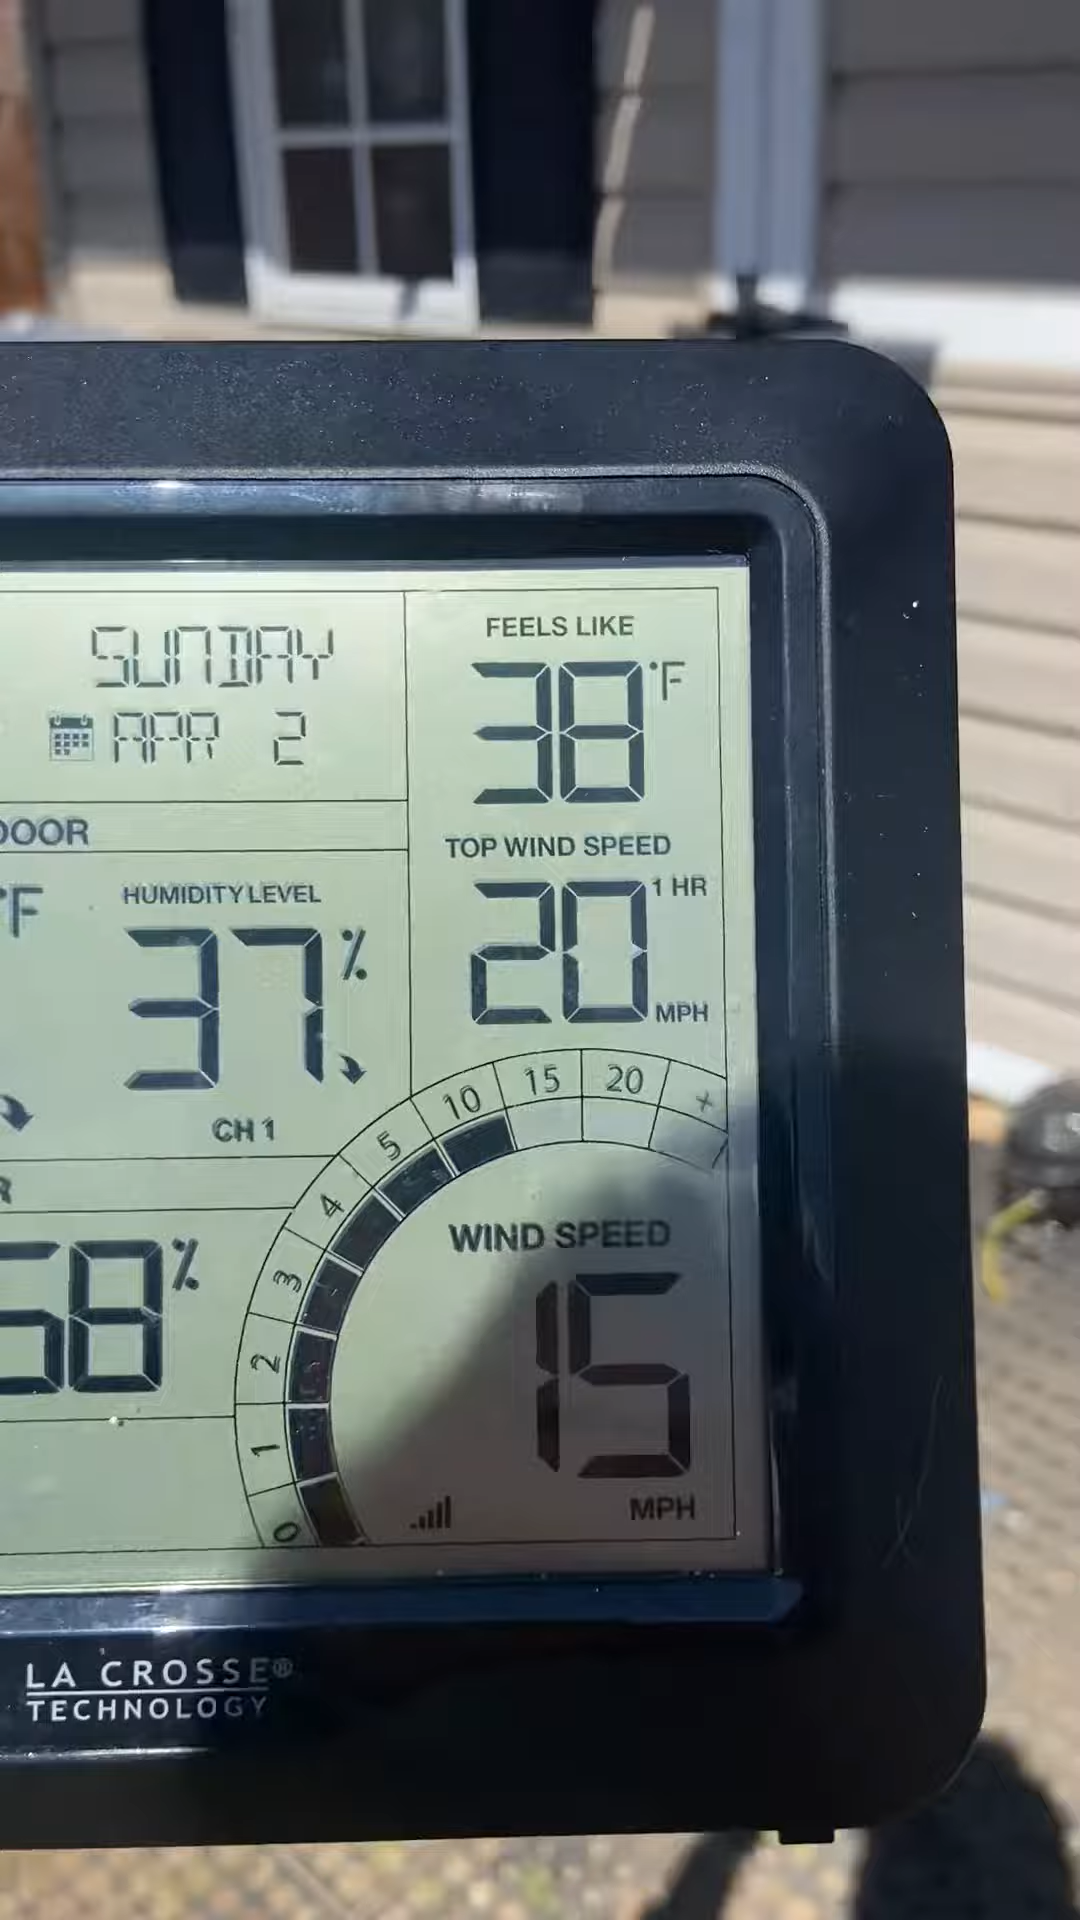 SUNDAY
APR 2
FEELS LIKE
38°F
TOP WIND SPEED
20 1 HR
MPH
DOOR
°F
HUMIDITY LEVEL
37%
CH 1
R
58%
0 1 2 3 4 5 10 15 20 +
WIND SPEED
15
MPH
LA CROSSE®
TECHNOLOGY